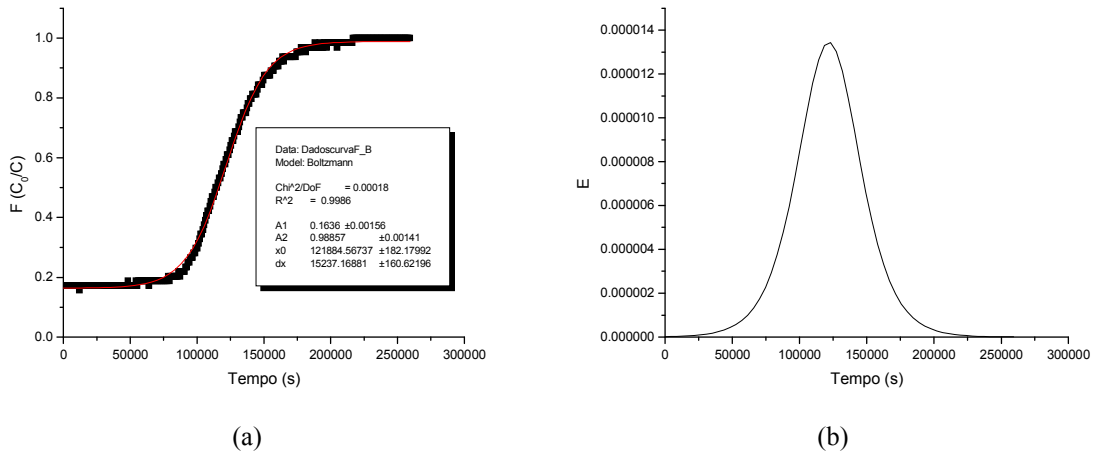 1.0
0.8
0.6
0.4
0.2
0.0
F (C₀/C)
Data: DadoscurvaF_B
Model: Boltzmann
Chi^2/DoF = 0.00018
R^2 = 0.9986
A1 0.1636 ±0.00156
A2 0.98857 ±0.00141
x0 121884.56737 ±182.17992
dx 15237.16881 ±160.62196
0 50000 100000 150000 200000 250000 300000
Tempo (s)
(a)
0.000014
0.000012
0.000010
0.000008
0.000006
0.000004
0.000002
0.000000
E
0 50000 100000 150000 200000 250000 300000
Tempo (s)
(b)